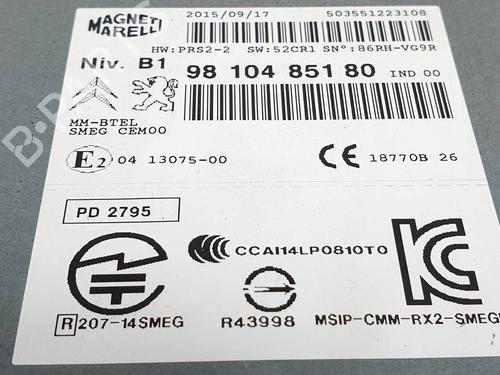 MAGNETI
MARELLI
2015/09/17 503551223108
HW:PRS2-2 SW:52CR1 SN°:86RH-VG9R
Niv. B1
98 104 851 80 IND 00
MM-BTEL
SMEG CEM00
E2 04 13075-00
CE 18770B 26
PD 2795
CCAI14LP0810T0
KC
R 207-14SMEG
R43998
MSIP-CMM-RX2-SMEG